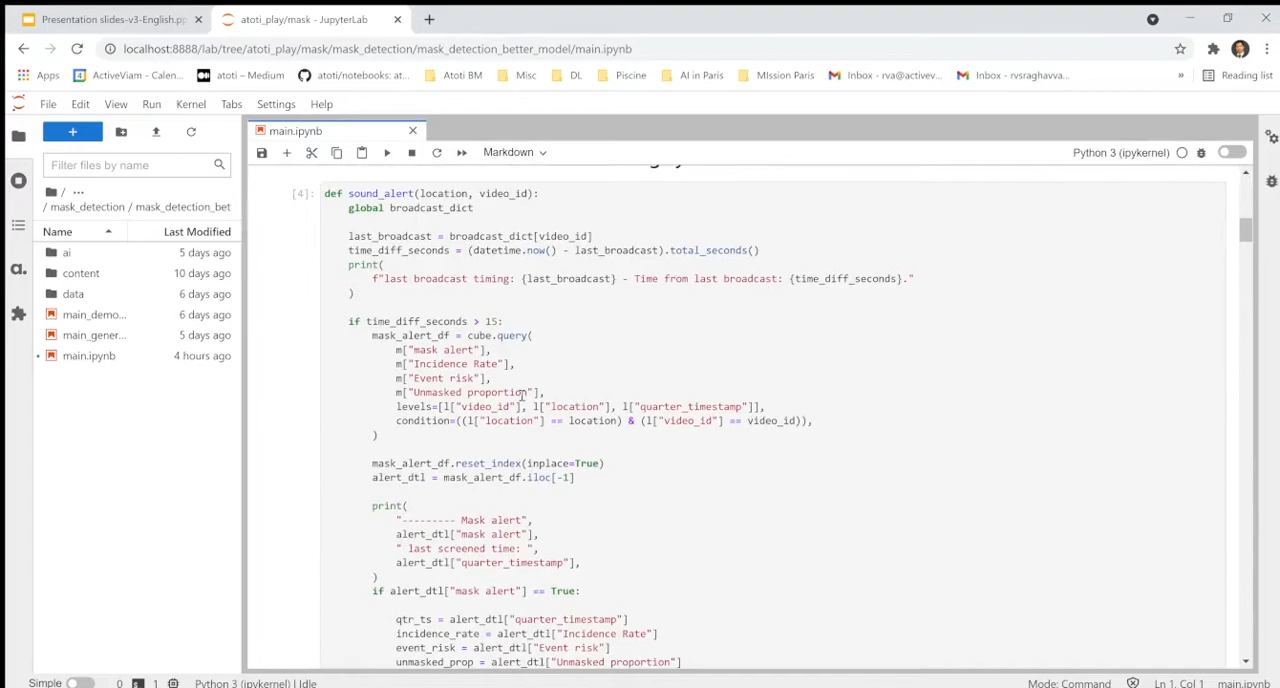 Presentation slides-v3-English.pp
atoti_play/mask - JupyterLab
localhost:8888/lab/tree/atoti_play/mask/mask_detection/mask_detection_better_model/main.ipynb
Apps
ActiveViam - Calen...
atoti – Medium
atoti/notebooks: at...
Atoti BM
Misc
DL
Piscine
AI in Paris
MIssion Paris
Inbox - rva@activev...
Inbox - rvsraghavva...
»
Reading list
File Edit View Run Kernel Tabs Settings Help
main.ipynb
Markdown
Python 3 (ipykernel)
Filter files by name
/ ···
/ mask_detection / mask_detection_bet
Name
Last Modified
ai 5 days ago
content 10 days ago
data 6 days ago
main_demo... 6 days ago
main_gener... 5 days ago
main.ipynb 4 hours ago
[4]:
def sound_alert(location, video_id):
global broadcast_dict
last_broadcast = broadcast_dict[video_id]
time_diff_seconds = (datetime.now() - last_broadcast).total_seconds()
print(
f"last broadcast timing: {last_broadcast} - Time from last broadcast: {time_diff_seconds}."
)
if time_diff_seconds > 15:
mask_alert_df = cube.query(
m["mask alert"],
m["Incidence Rate"],
m["Event risk"],
m["Unmasked proportion"],
levels=[l["video_id"], l["location"], l["quarter_timestamp"]],
condition=((l["location"] == location) & (l["video_id"] == video_id)),
)
mask_alert_df.reset_index(inplace=True)
alert_dtl = mask_alert_df.iloc[-1]
print(
"--------- Mask alert",
alert_dtl["mask alert"],
" last screened time: ",
alert_dtl["quarter_timestamp"],
)
if alert_dtl["mask alert"] == True:
qtr_ts = alert_dtl["quarter_timestamp"]
incidence_rate = alert_dtl["Incidence Rate"]
event_risk = alert_dtl["Event risk"]
unmasked_prop = alert_dtl["Unmasked proportion"]
Simple
0
1
Python 3 (ipykernel) | Idle
Mode: Command
Ln 1, Col 1
main.ipynb